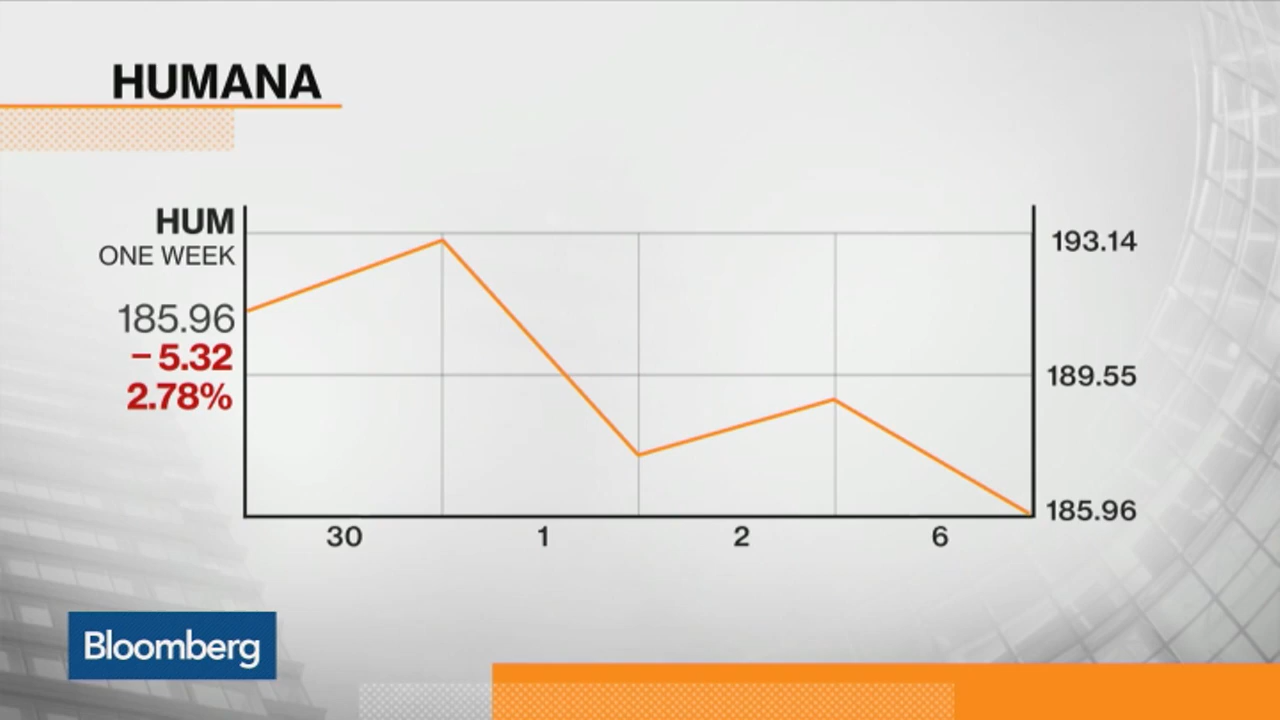 HUMANA
HUM
ONE WEEK
185.96
– 5.32
2.78%
193.14
189.55
185.96
30 1 2 6
Bloomberg